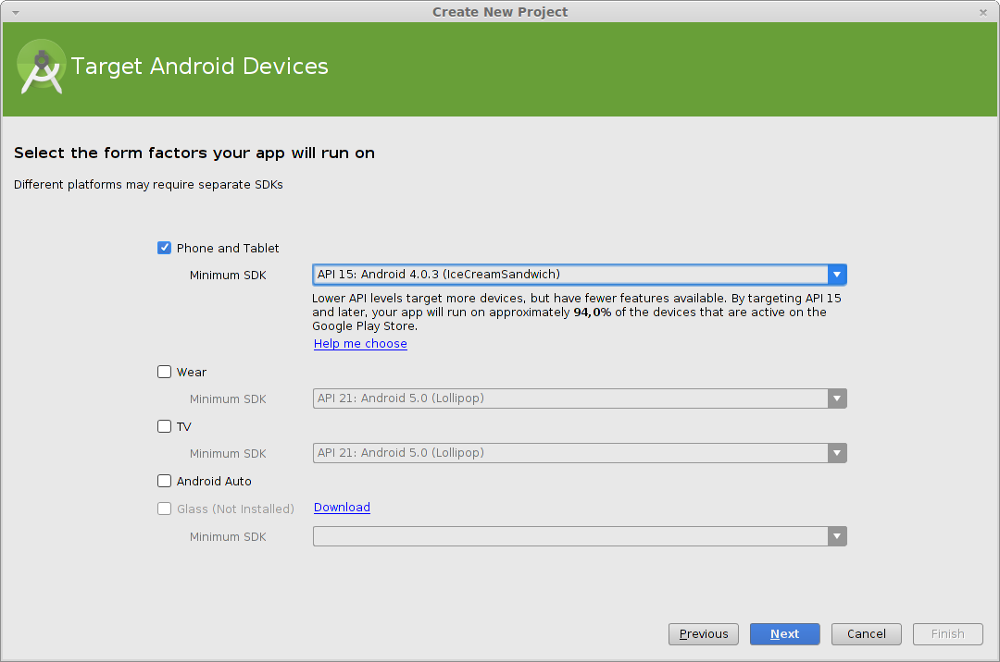 Create New Project
Target Android Devices
Select the form factors your app will run on
Different platforms may require separate SDKs
Phone and Tablet
Minimum SDK API 15: Android 4.0.3 (IceCreamSandwich)
Lower API levels target more devices, but have fewer features available. By targeting API 15
and later, your app will run on approximately 94,0% of the devices that are active on the
Google Play Store.
Help me choose
Wear
Minimum SDK API 21: Android 5.0 (Lollipop)
TV
Minimum SDK API 21: Android 5.0 (Lollipop)
Android Auto
Glass (Not Installed) Download
Minimum SDK
Previous Next Cancel Finish